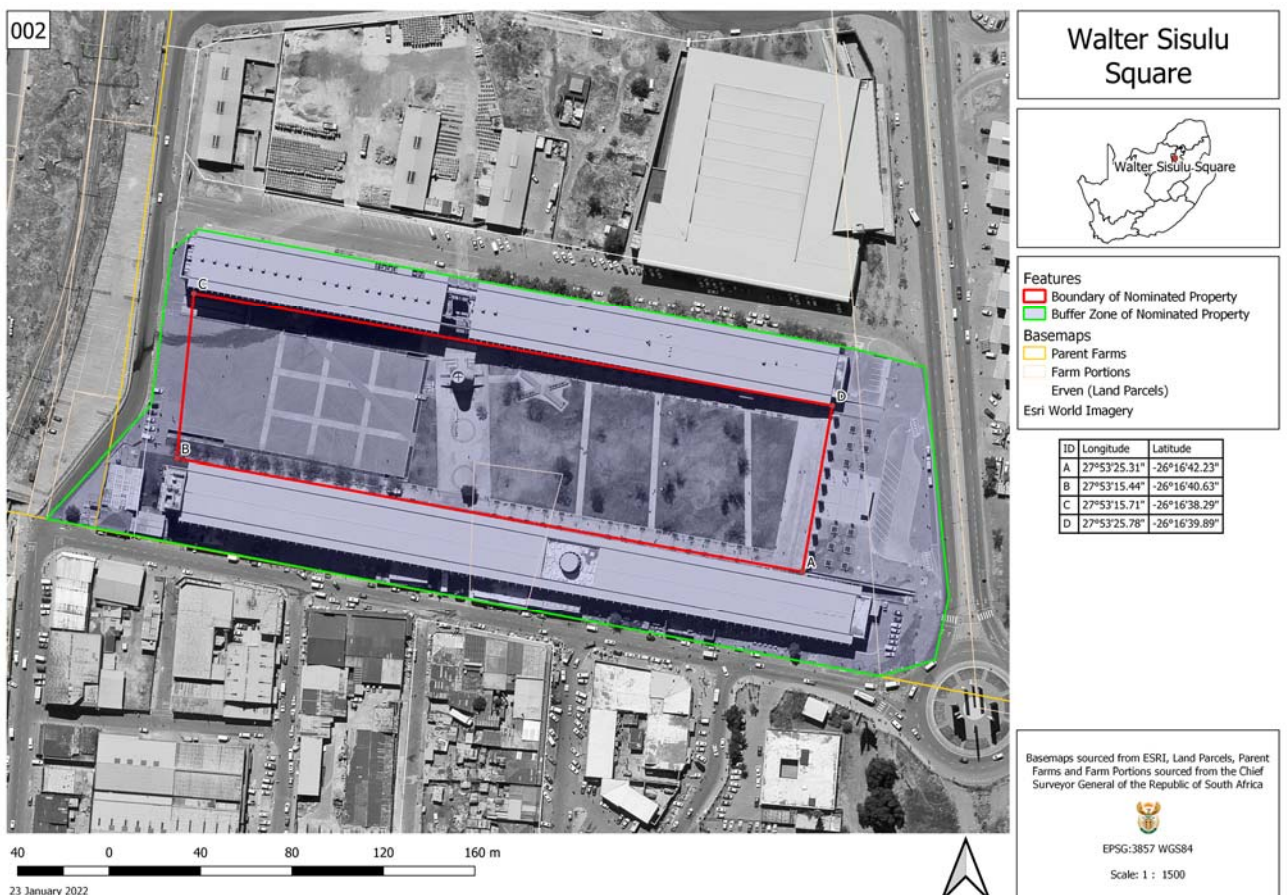 002
C
D
B
A
40 0 40 80 120 160 m
23 January 2022
Walter Sisulu
Square
Walter Sisulu Square
Features
Boundary of Nominated Property
Buffer Zone of Nominated Property
Basemaps
Parent Farms
Farm Portions
Erven (Land Parcels)
Esri World Imagery
ID Longitude Latitude
A 27°53'25.31" -26°16'42.23"
B 27°53'15.44" -26°16'40.63"
C 27°53'15.71" -26°16'38.29"
D 27°53'25.78" -26°16'39.89"
Basemaps sourced from ESRI, Land Parcels, Parent
Farms and Farm Portions sourced from the Chief
Surveyor General of the Republic of South Africa
EPSG:3857 WGS84
Scale: 1 : 1500